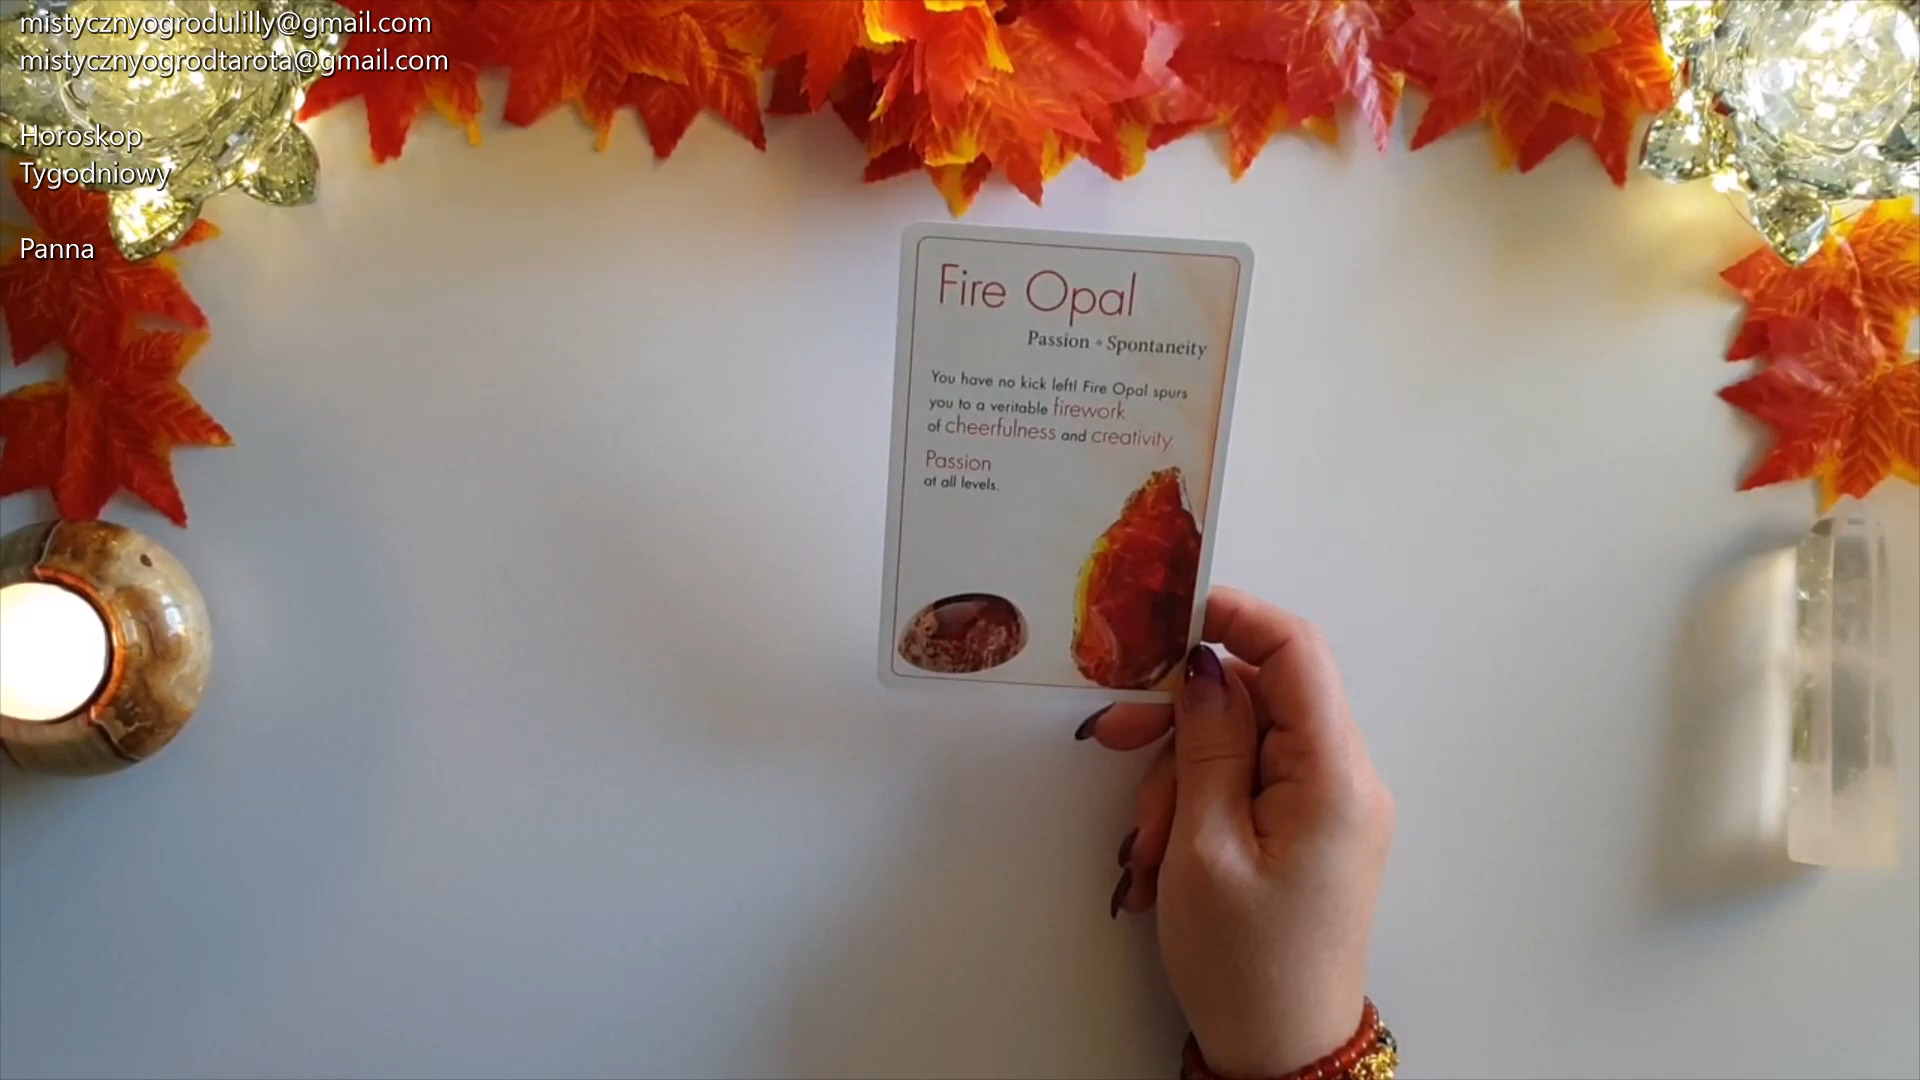 mistycznyogrodulilly@gmail.com
mistycznyogrodtarota@gmail.com
Horoskop
Tygodniowy
Panna
Fire Opal
Passion • Spontaneity
You have no kick left! Fire Opal spurs
you to a veritable firework
of cheerfulness and creativity.
Passion
at all levels.